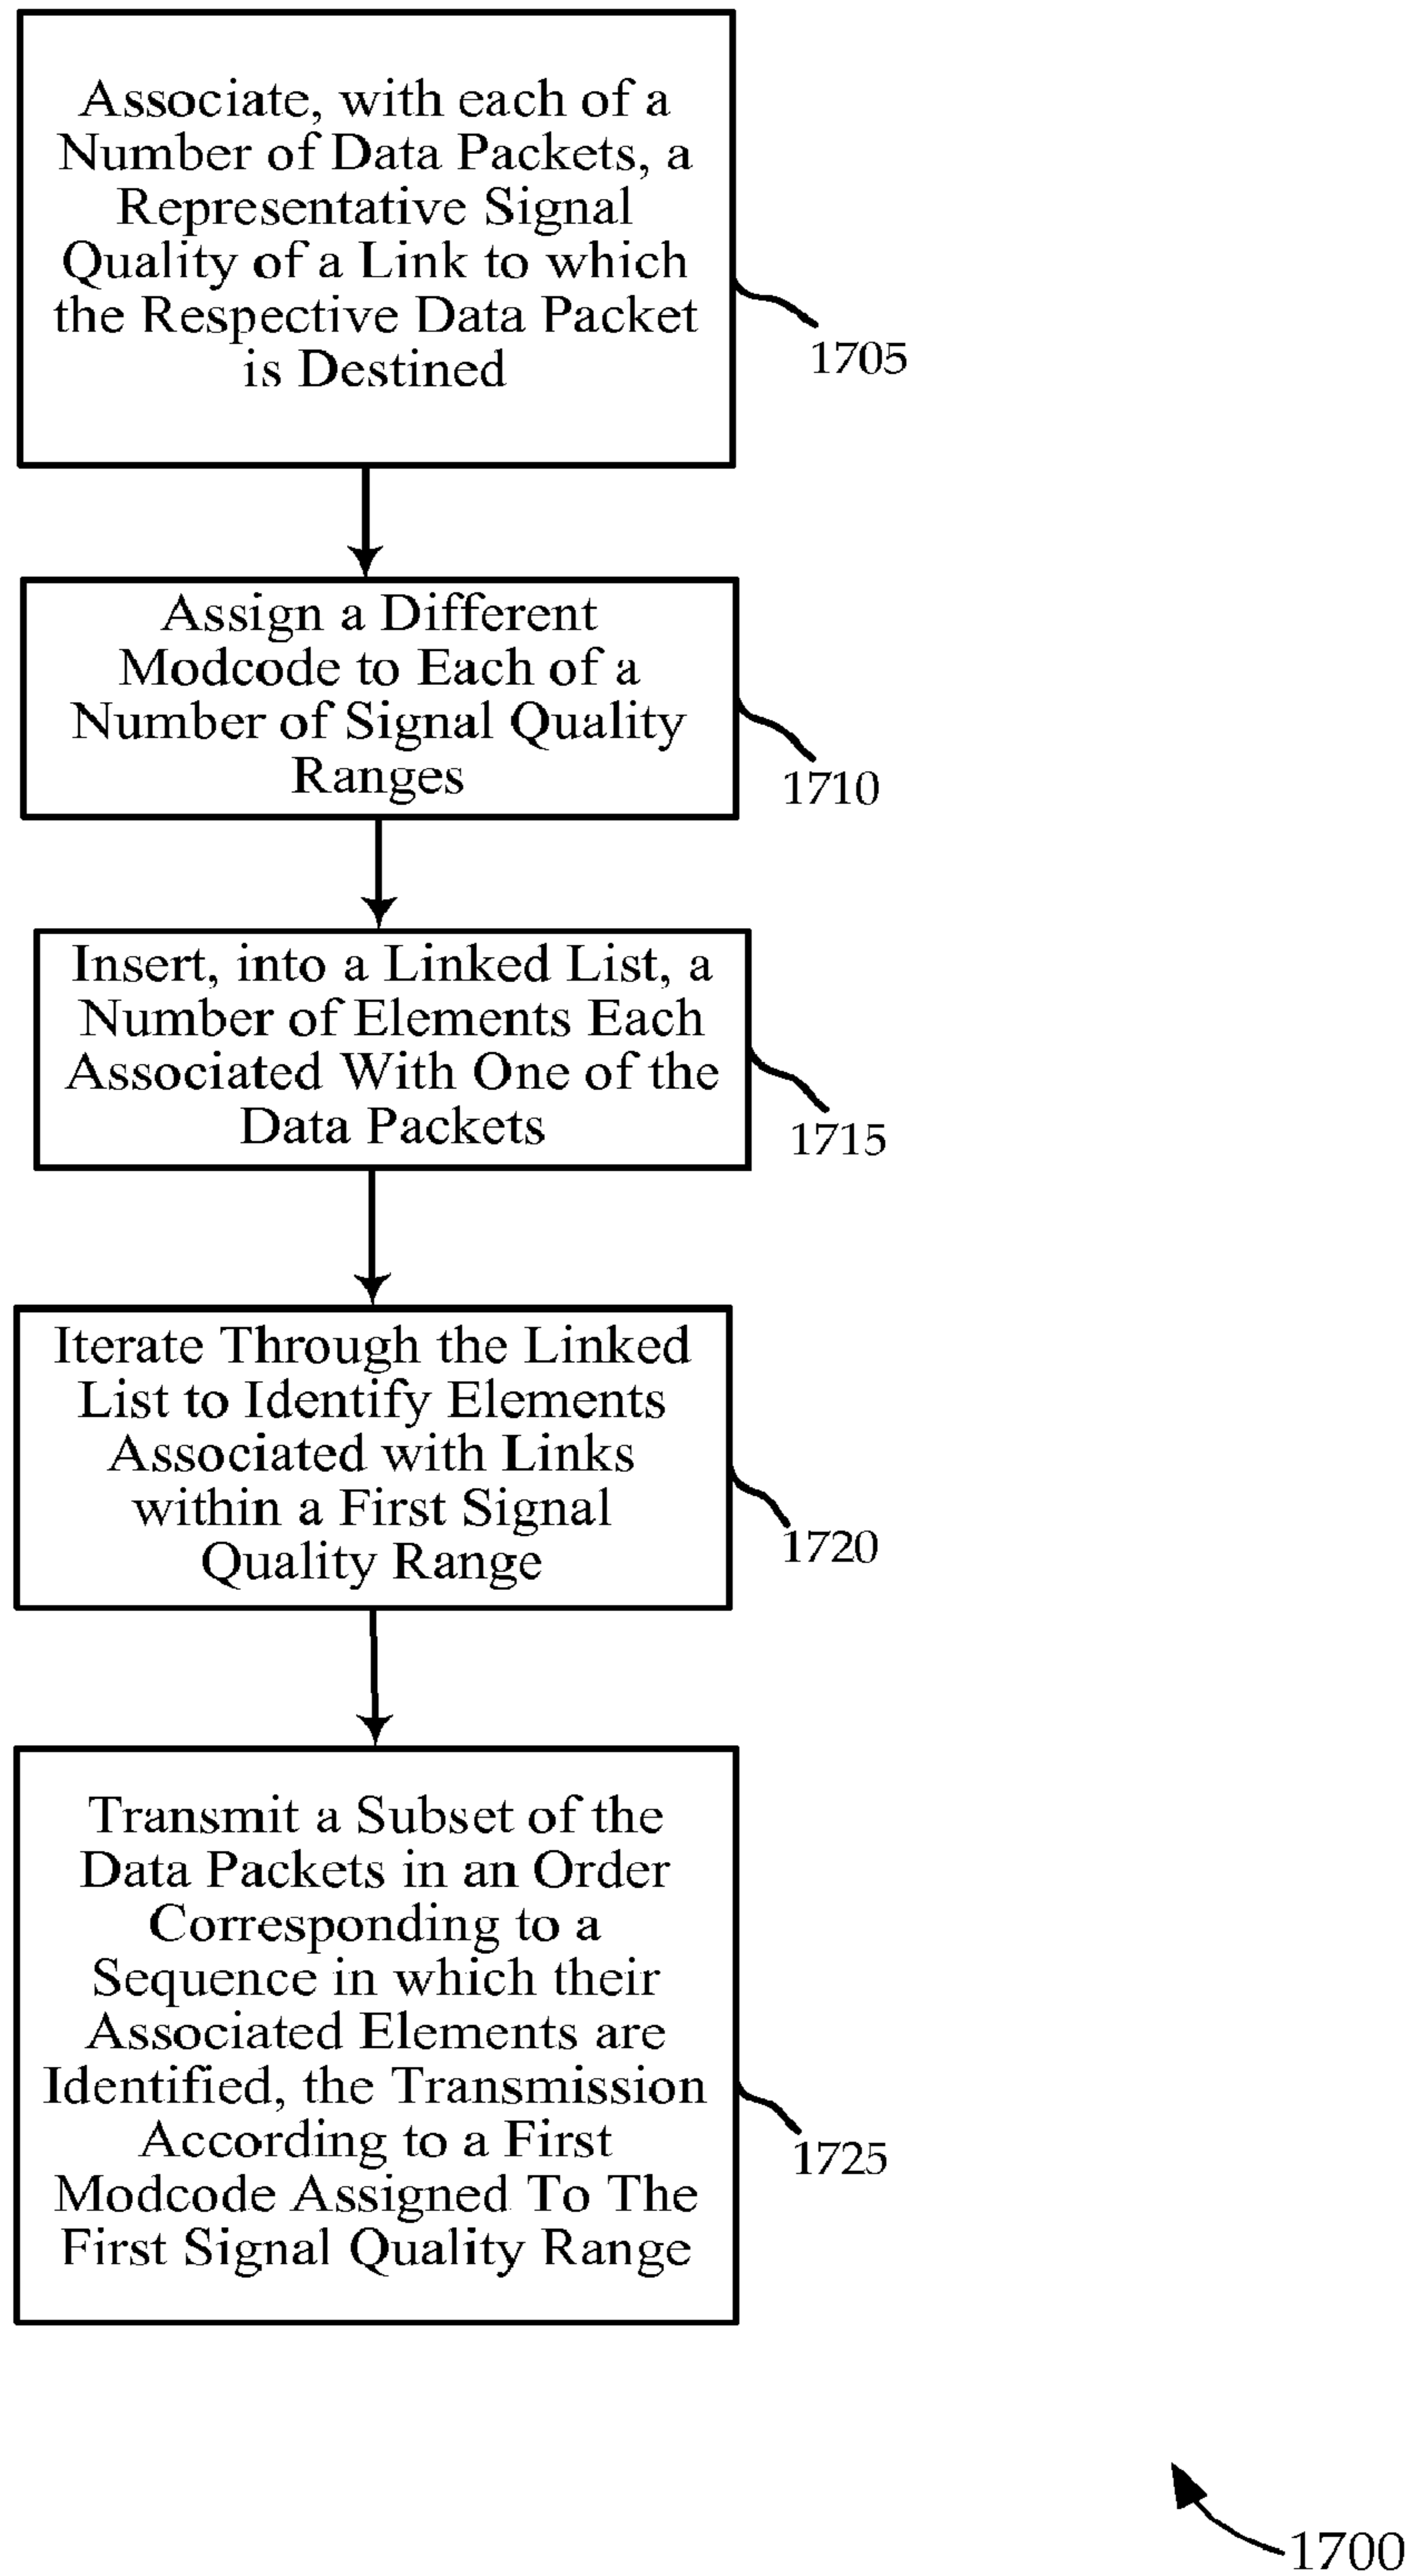 Associate, with each of a
Number of Data Packets, a
Representative Signal
Quality of a Link to which
the Respective Data Packet
is Destined
1705
Assign a Different
Modcode to Each of a
Number of Signal Quality
Ranges
1710
Insert, into a Linked List, a
Number of Elements Each
Associated With One of the
Data Packets
1715
Iterate Through the Linked
List to Identify Elements
Associated with Links
within a First Signal
Quality Range
1720
Transmit a Subset of the
Data Packets in an Order
Corresponding to a
Sequence in which their
Associated Elements are
Identified, the Transmission
According to a First
Modcode Assigned To The
First Signal Quality Range
1725
1700